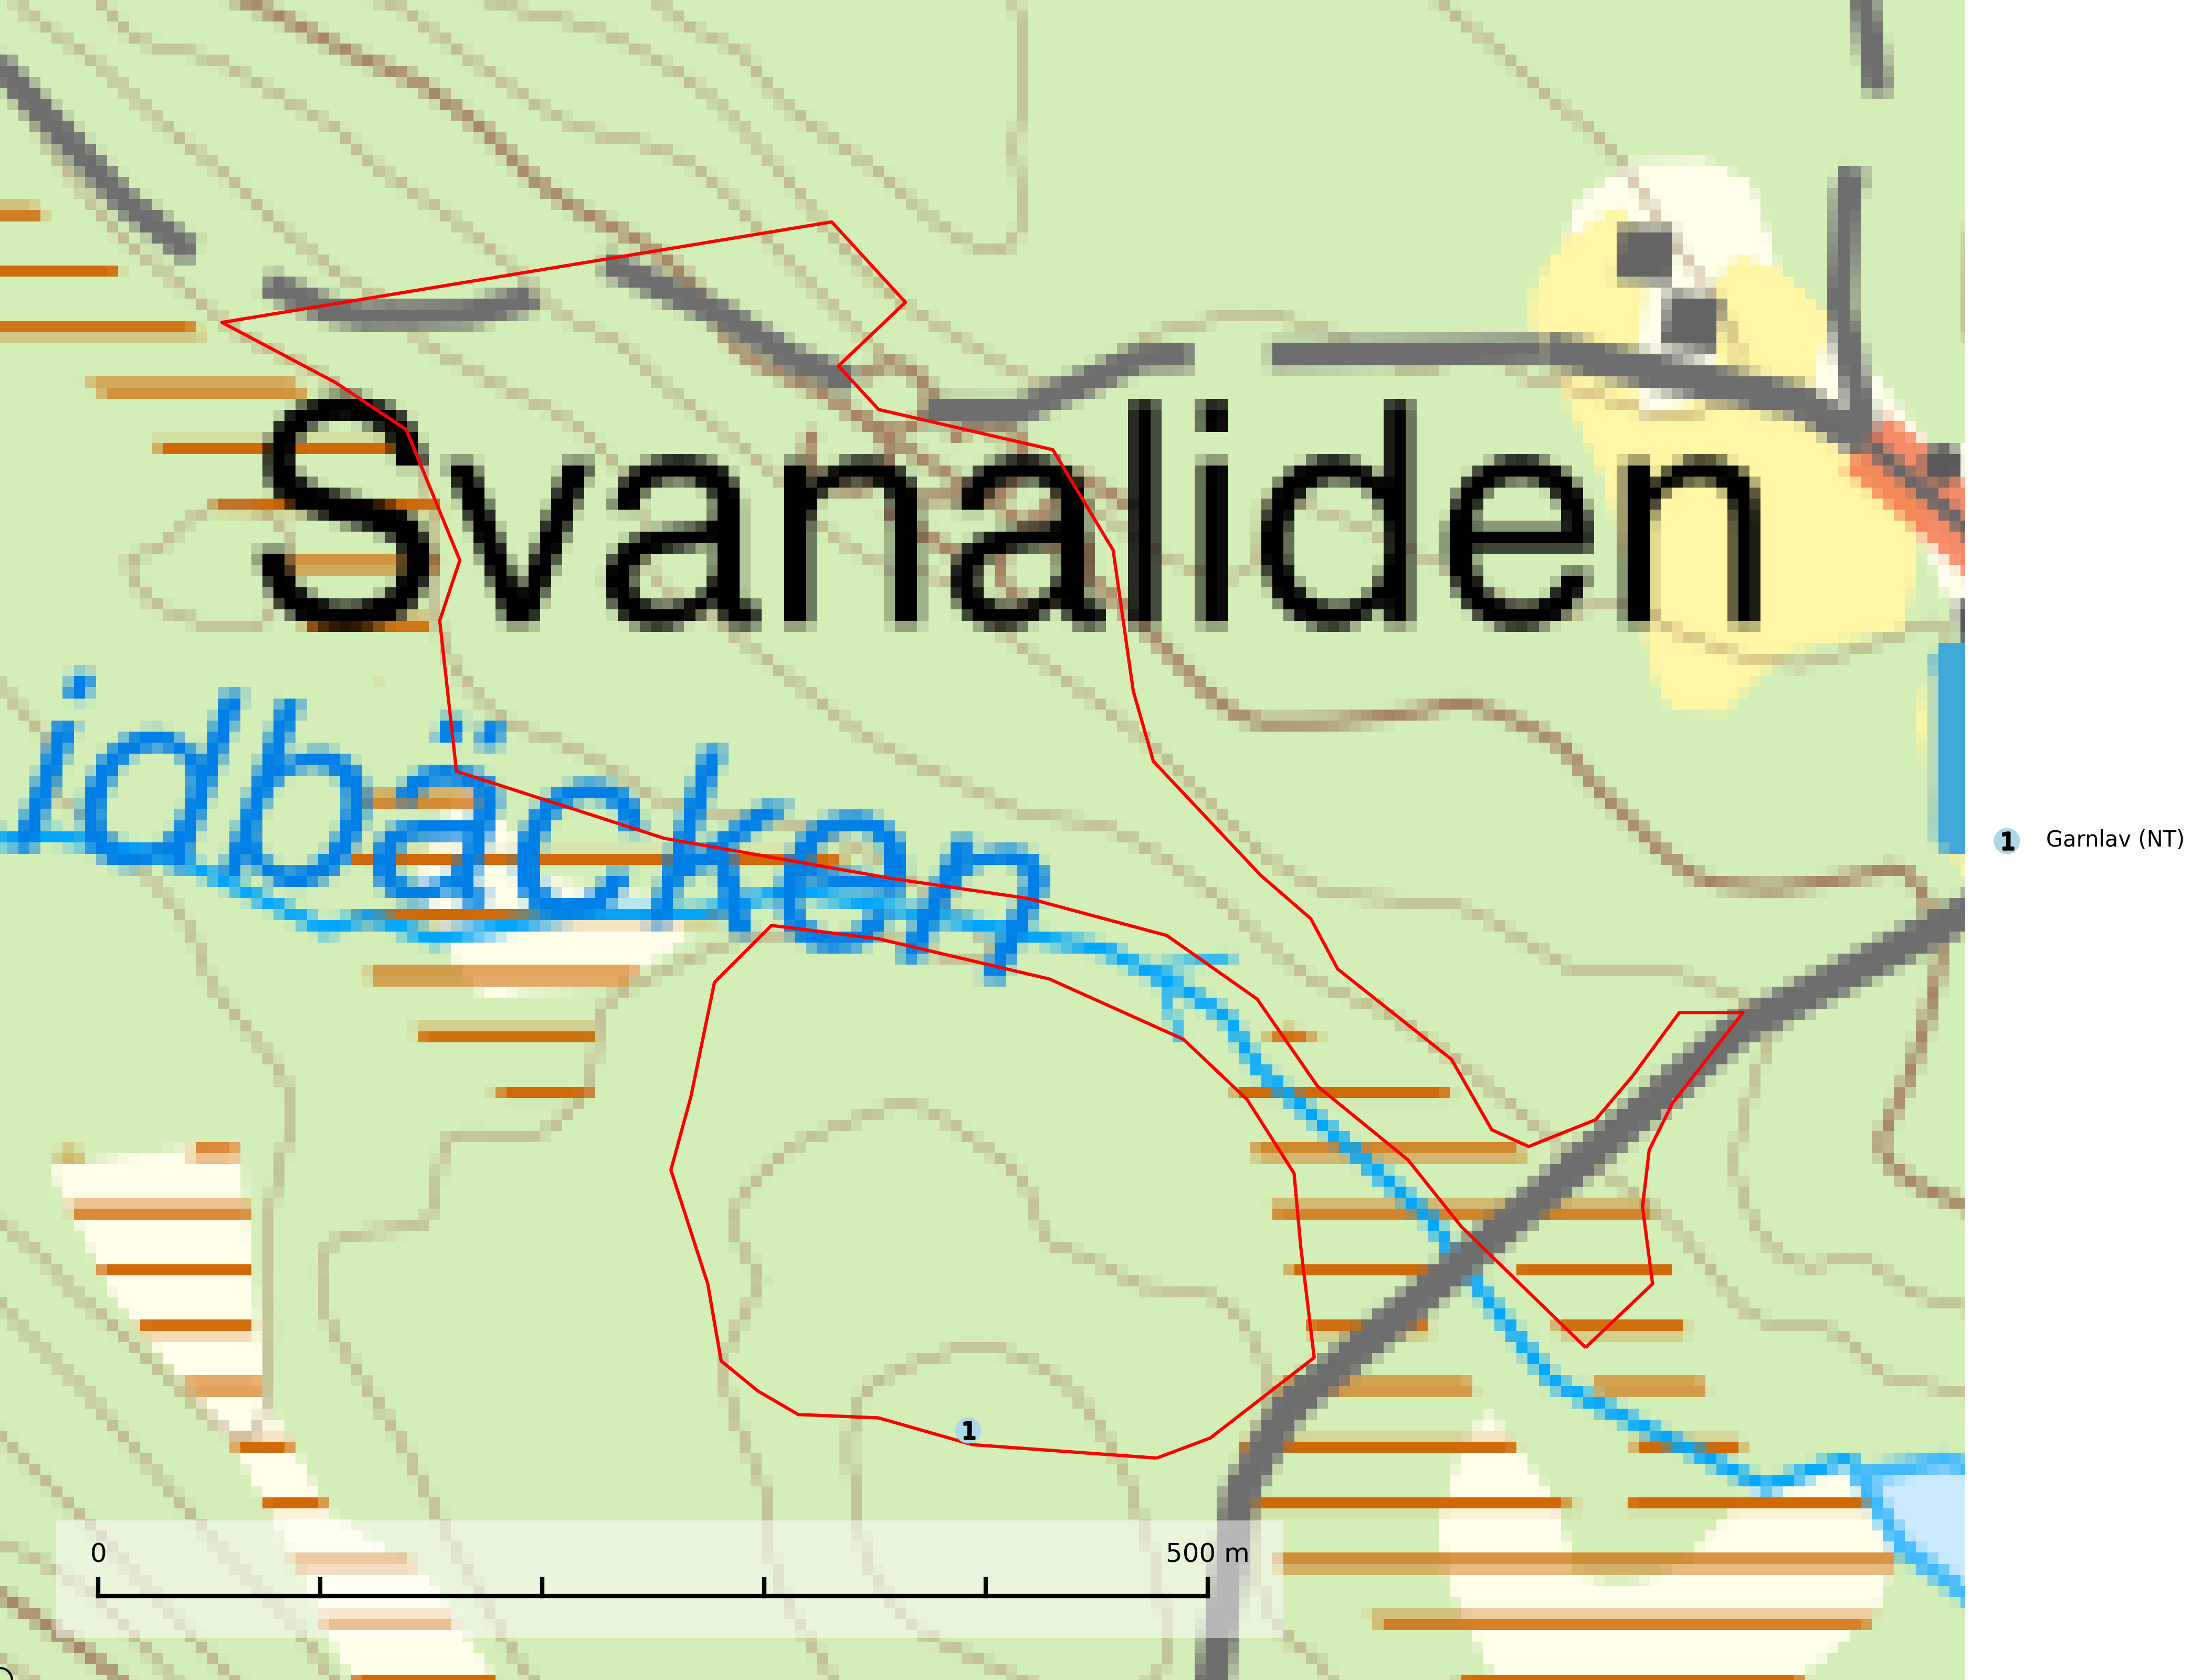 Svanaliden
idbäcken
1 Garnlav (NT)
1
0 500 m